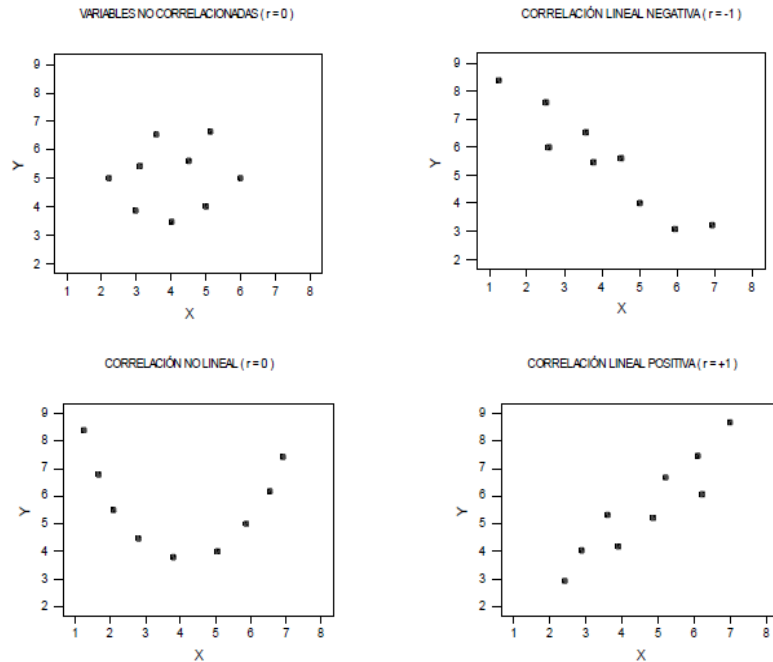 VARIABLES NO CORRELACIONADAS ( r = 0 )
9
8
7
6
5
4
3
2
Y
1 2 3 4 5 6 7 8
X
CORRELACIÓN LINEAL NEGATIVA ( r = -1 )
9
8
7
6
5
4
3
2
Y
1 2 3 4 5 6 7 8
X
CORRELACIÓN NO LINEAL ( r = 0 )
9
8
7
6
5
4
3
2
Y
1 2 3 4 5 6 7 8
X
CORRELACIÓN LINEAL POSITIVA ( r = +1 )
9
8
7
6
5
4
3
2
Y
1 2 3 4 5 6 7 8
X